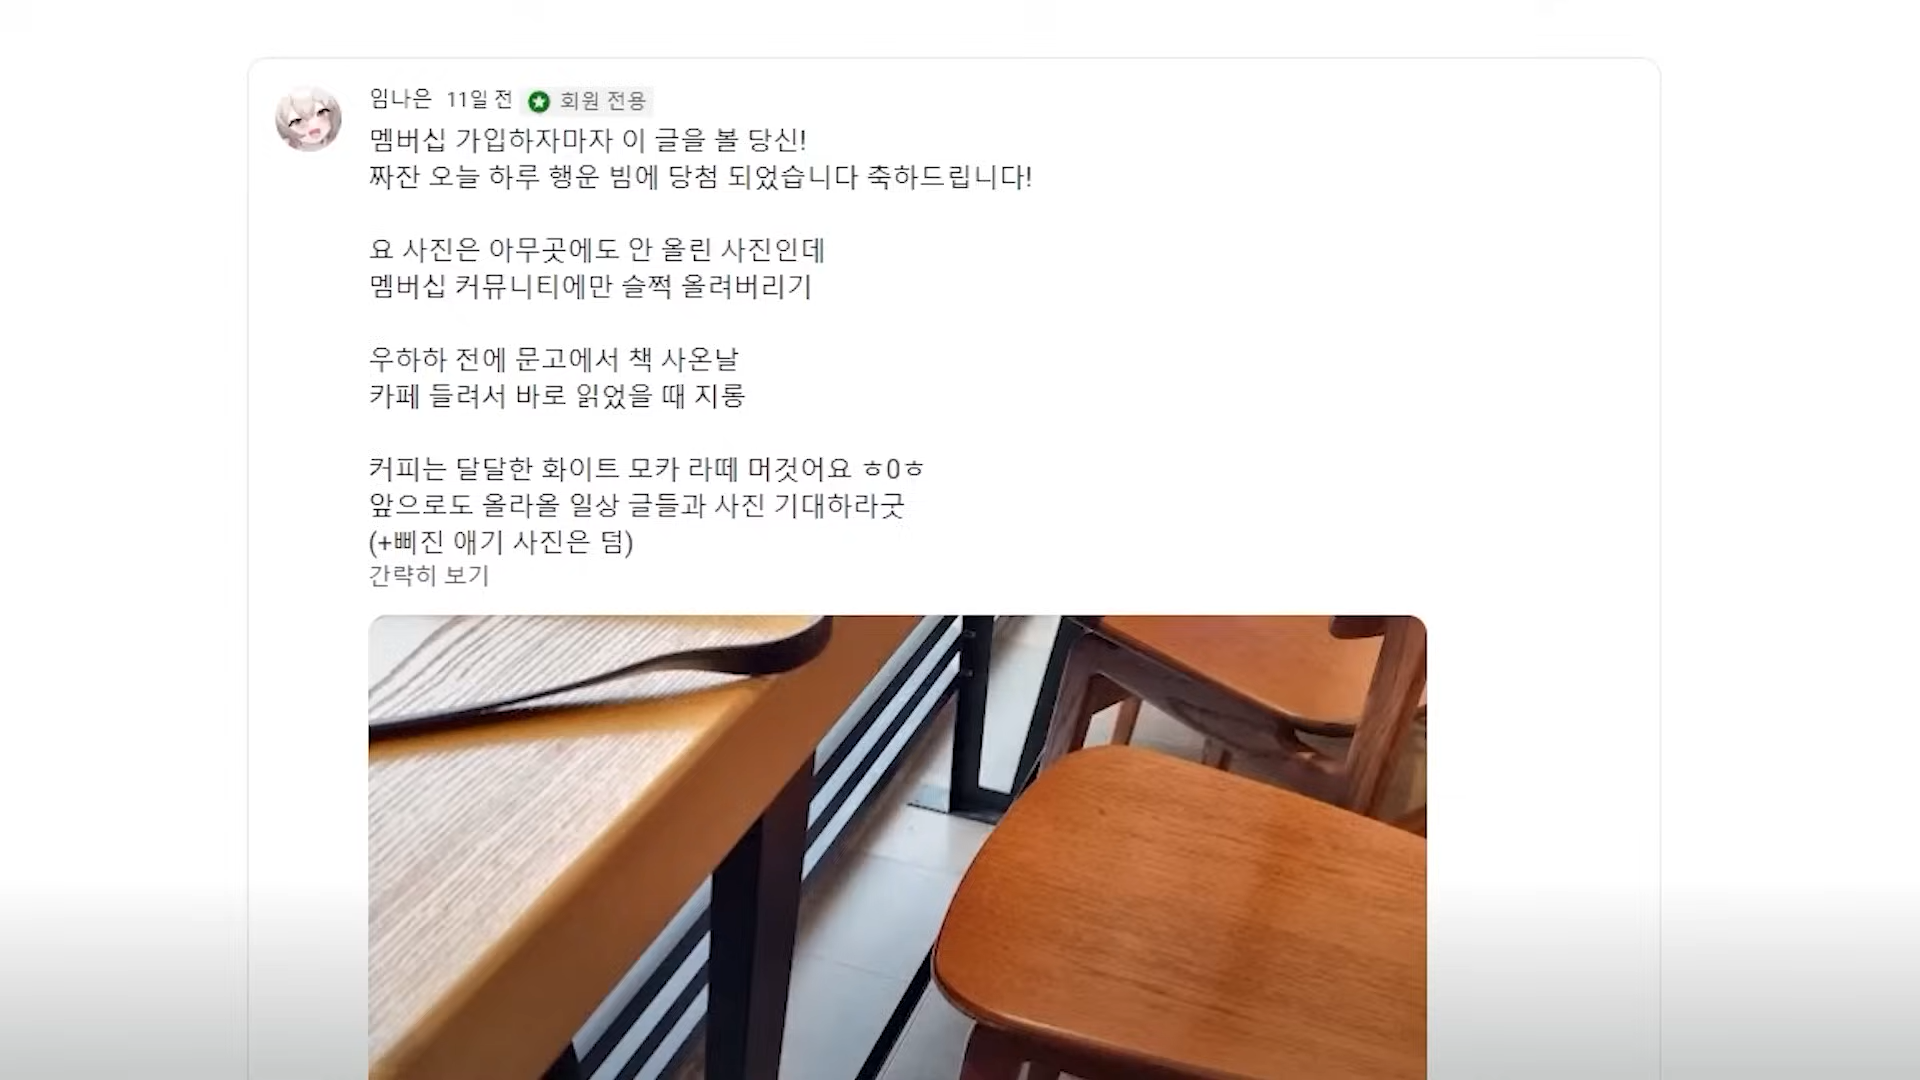 임나은 11일 전 회원 전용
멤버십 가입하자마자 이 글을 볼 당신!
짜잔 오늘 하루 행운 빔에 당첨 되었습니다 축하드립니다!
요 사진은 아무곳에도 안 올린 사진인데
멤버십 커뮤니티에만 슬쩍 올려버리기
우하하 전에 문고에서 책 사온날
카페 들려서 바로 읽었을 때 지롱
커피는 달달한 화이트 모카 라떼 머것어요 ㅎ0ㅎ
앞으로도 올라올 일상 글들과 사진 기대하라굿
(+삐진 애기 사진은 덤)
간략히 보기